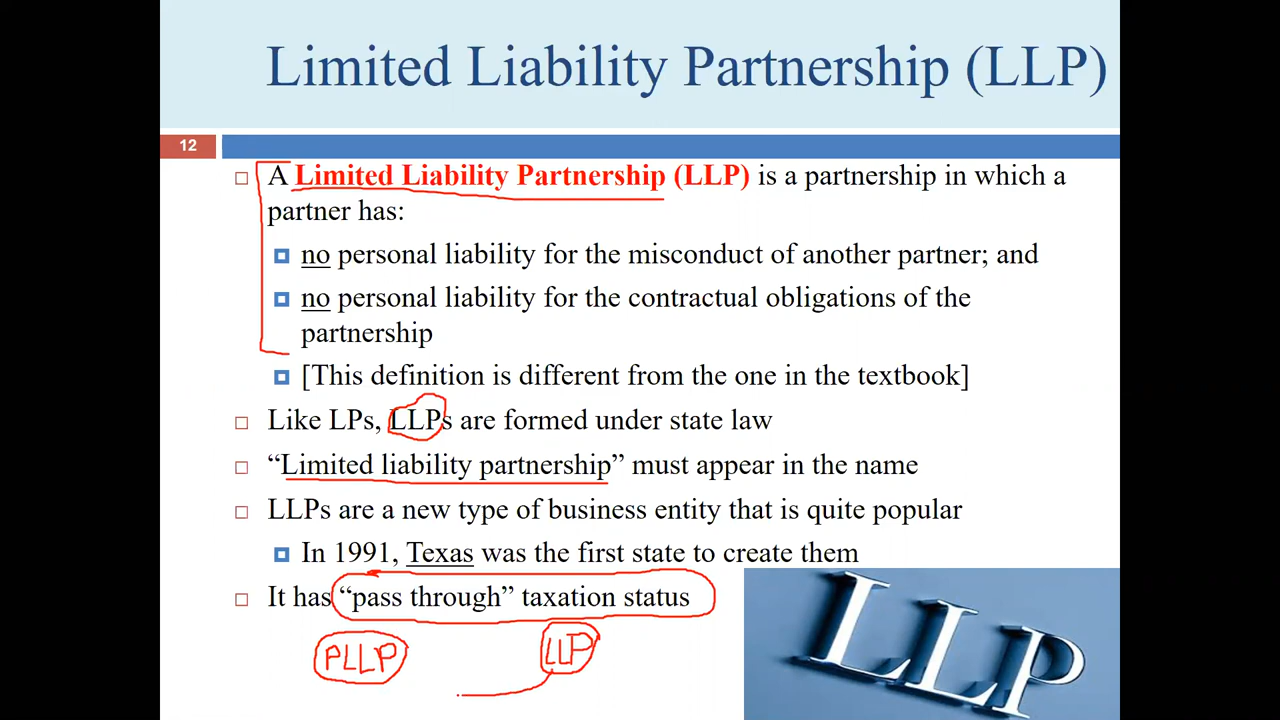 Limited Liability Partnership (LLP)
12
A Limited Liability Partnership (LLP) is a partnership in which a
partner has:
no personal liability for the misconduct of another partner; and
no personal liability for the contractual obligations of the
partnership
[This definition is different from the one in the textbook]
Like LPs, LLPs are formed under state law
“Limited liability partnership” must appear in the name
LLPs are a new type of business entity that is quite popular
In 1991, Texas was the first state to create them
It has “pass through” taxation status
PLLP LLP
LLP